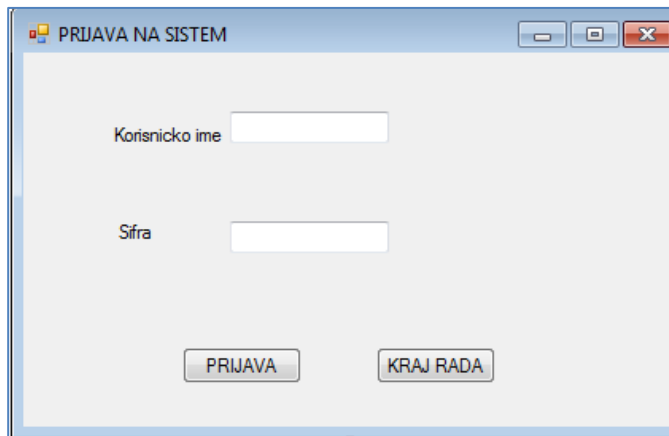 PRIJAVA NA SISTEM
Korisnicko ime
Sifra
PRIJAVA KRAJ RADA